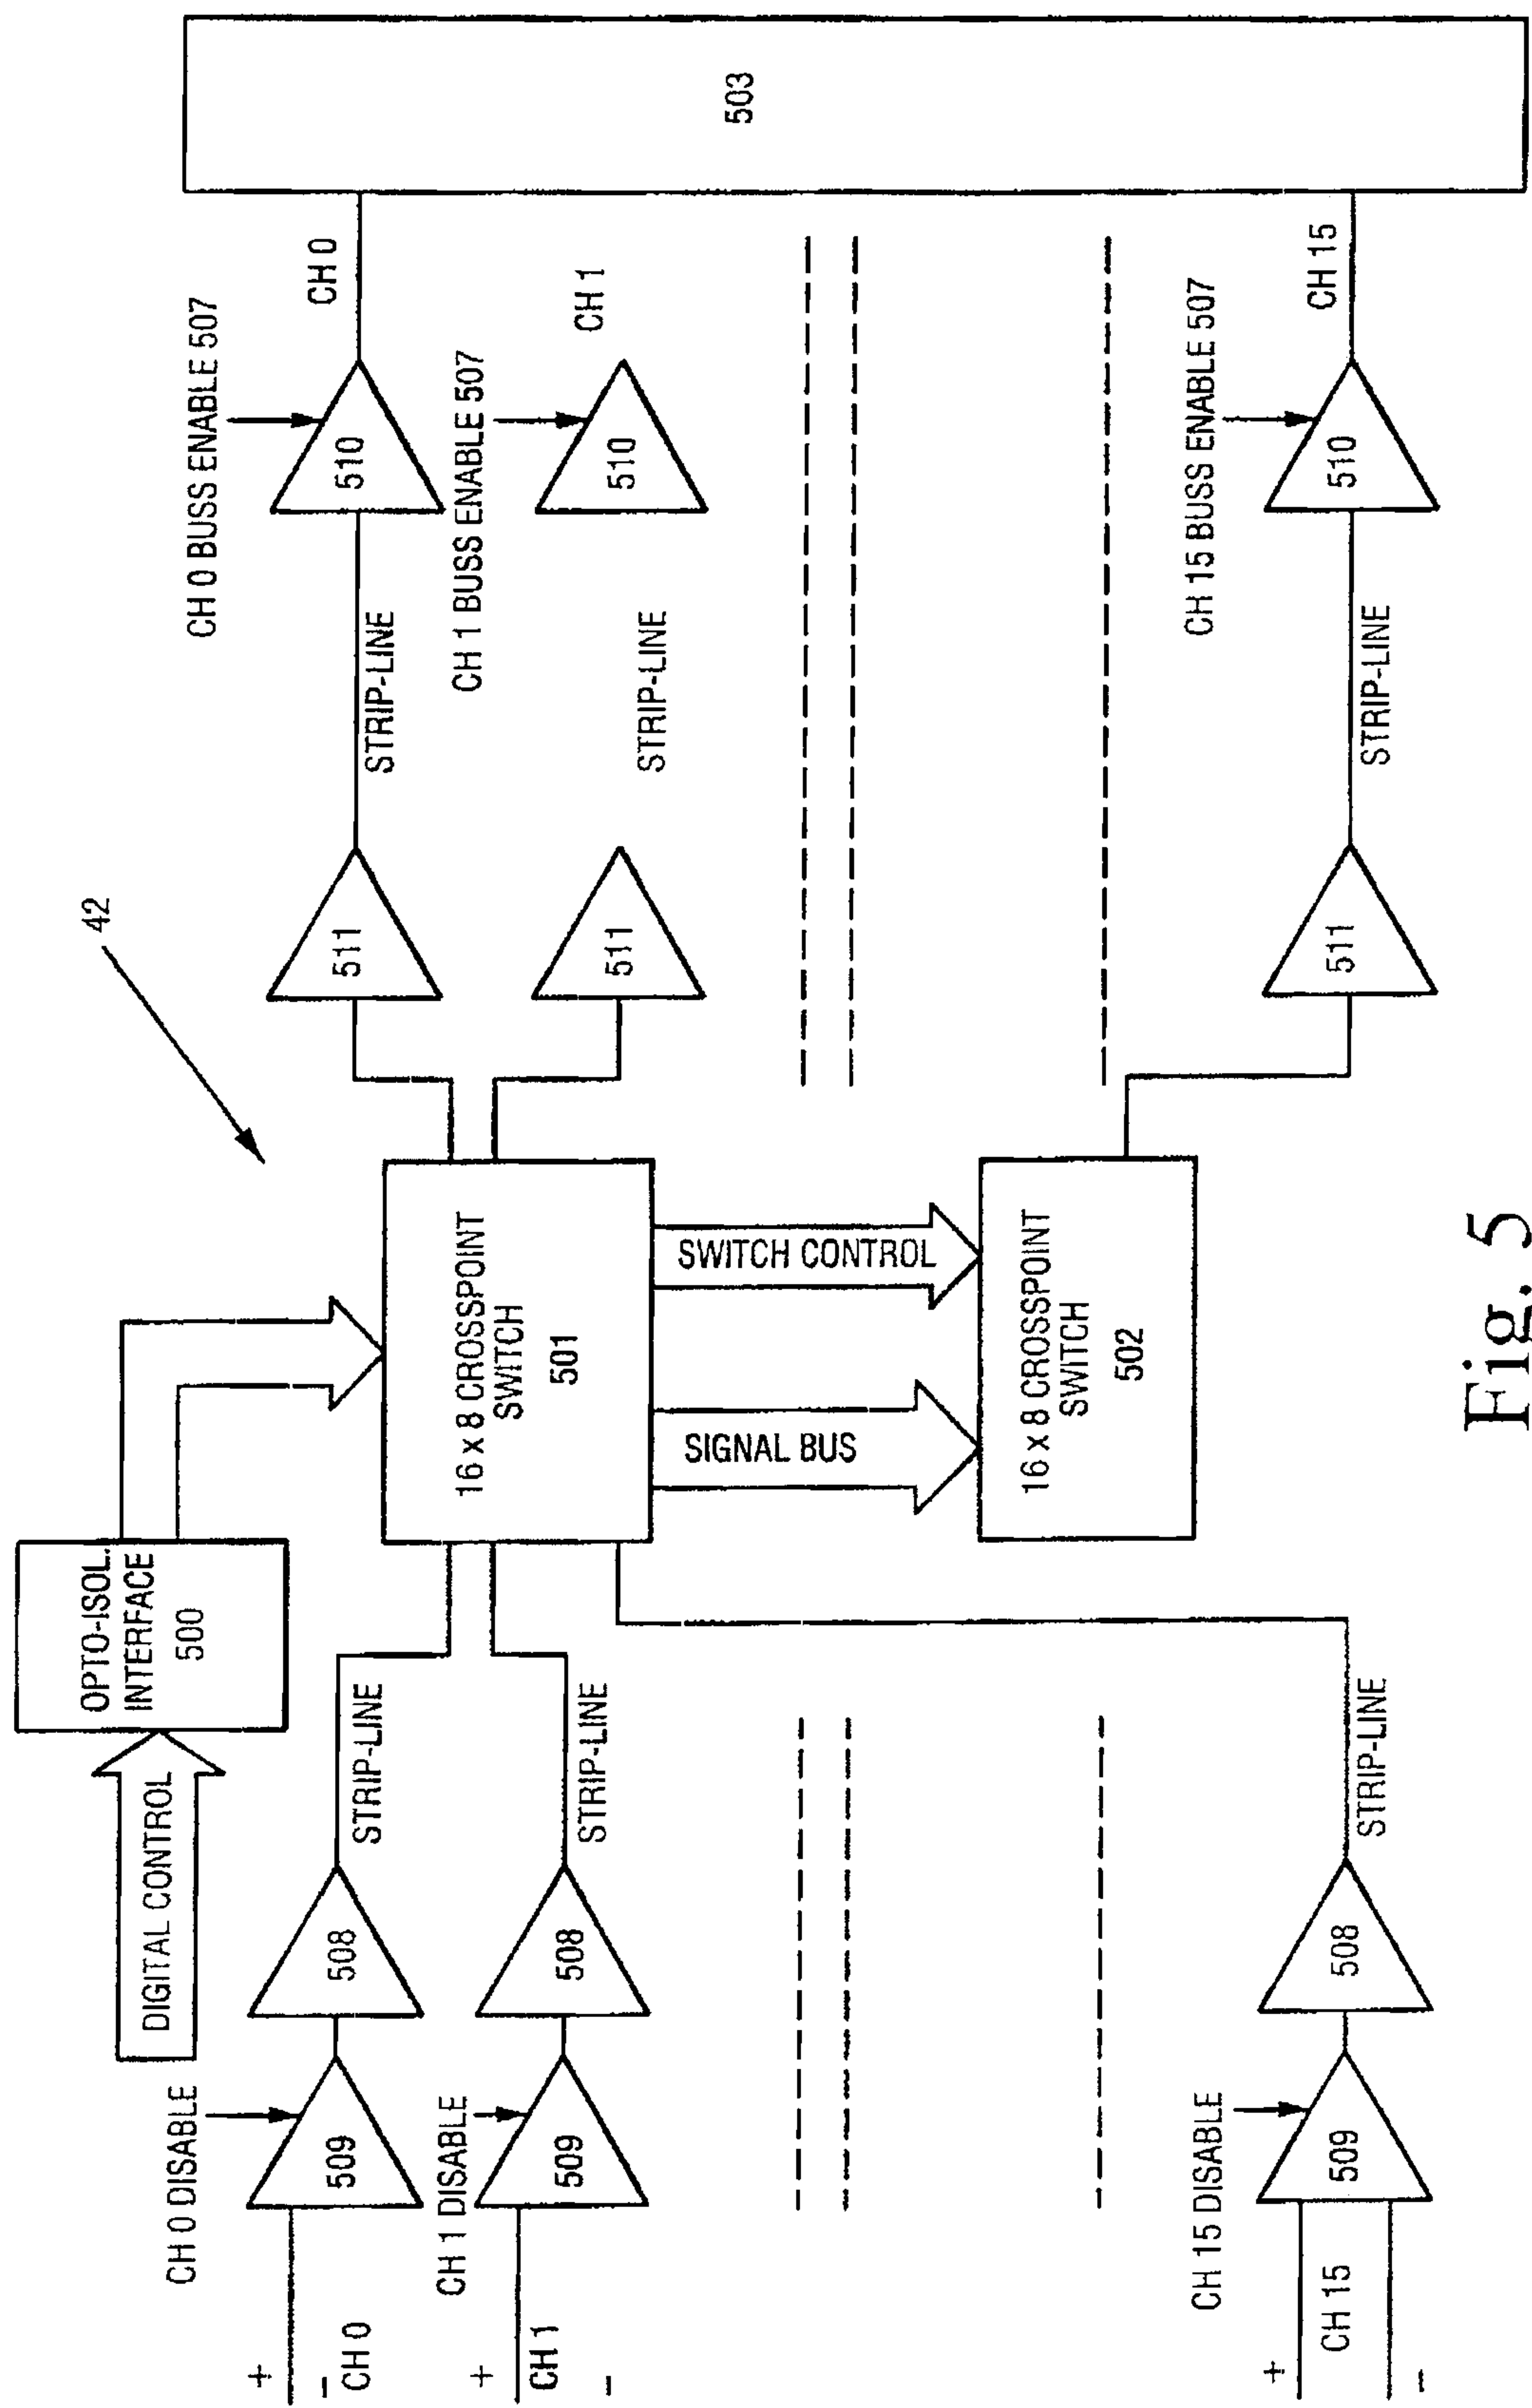 42
DIGITAL CONTROL
OPTO-ISOL.
INTERFACE
500
CH 0 DISABLE
+
−
CH 0
509
508
STRIP-LINE
CH 1 DISABLE
+
CH 1
−
509
508
STRIP-LINE
CH 15 DISABLE
+
CH 15
−
509
508
STRIP-LINE
16 x 8 CROSSPOINT
SWITCH
501
SIGNAL BUS
SWITCH CONTROL
16 x 8 CROSSPOINT
SWITCH
502
511
STRIP-LINE
CH 0 BUSS ENABLE 507
510
CH 0
511
STRIP-LINE
CH 1 BUSS ENABLE 507
510
CH 1
511
STRIP-LINE
CH 15 BUSS ENABLE 507
510
CH 15
503
Fig. 5